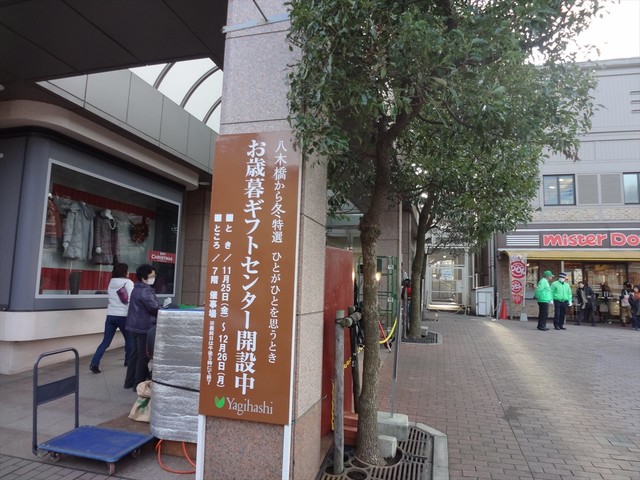 八木橋から冬・特選 ひとがひとを思うとき
お歳暮ギフトセンター開設中
■と き／11月25日(金)～12月26日(月)
■ところ／7階 催事場
Yagihashi
mister Do
CHRISTMAS